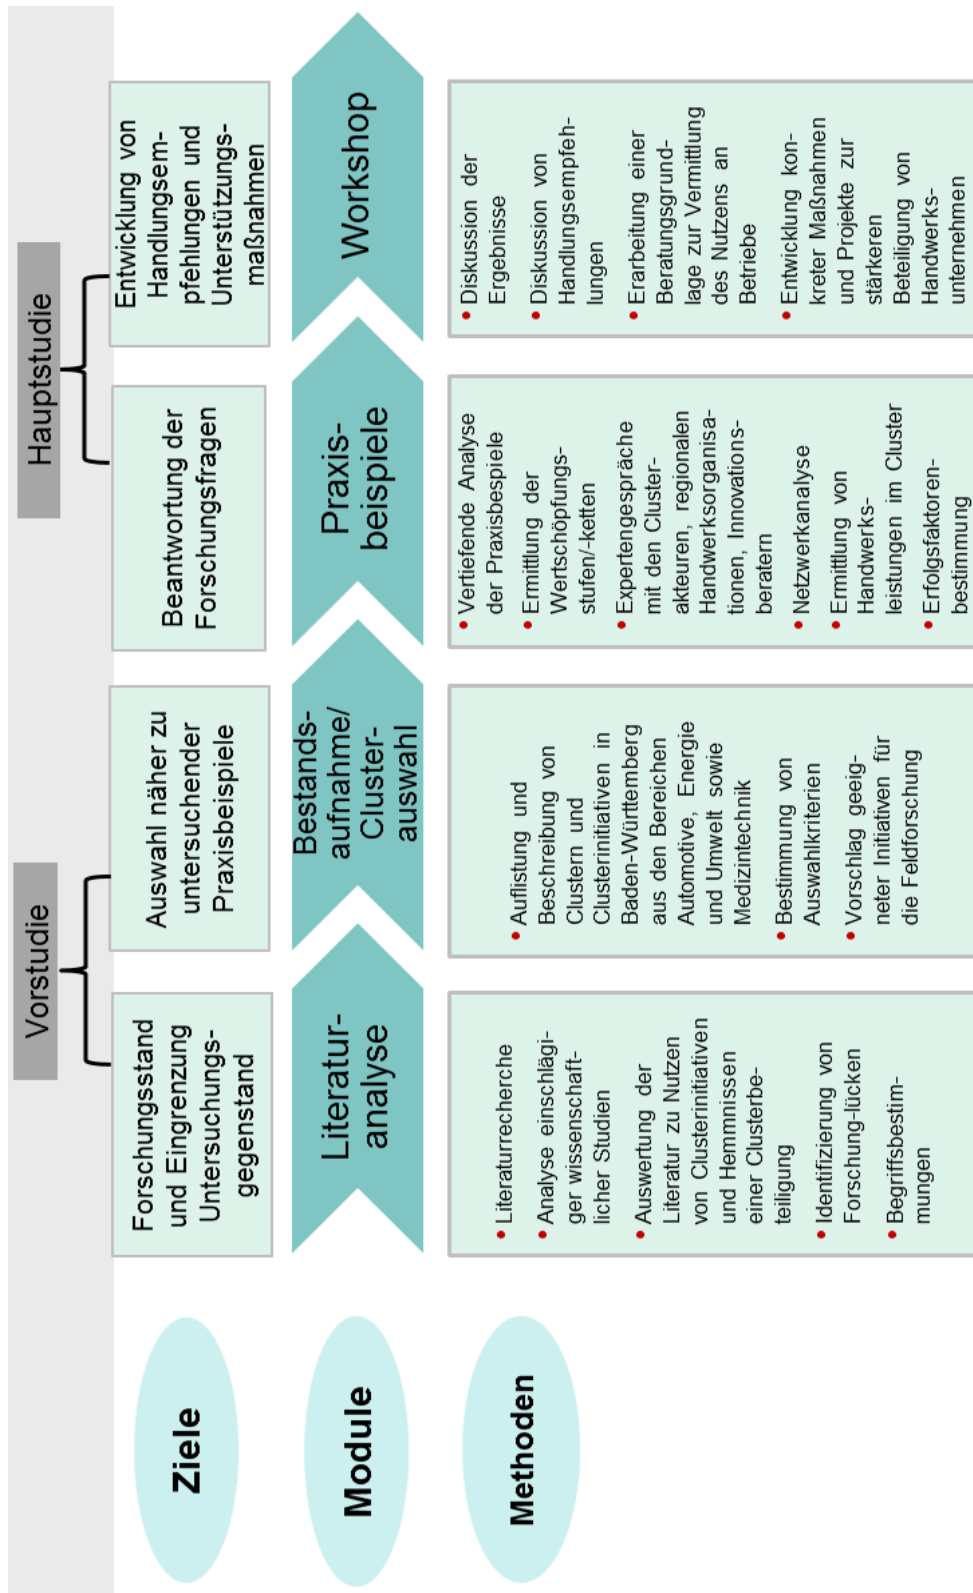 Vorstudie
Hauptstudie
Ziele
Forschungsstand
und Eingrenzung
Untersuchungs-
gegenstand
Auswahl näher zu
untersuchender
Praxisbeispiele
Beantwortung der
Forschungsfragen
Entwicklung von
Handlungsem-
pfehlungen und
Unterstützungs-
maßnahmen
Module
Literatur-
analyse
Bestands-
aufnahme/
Cluster-
auswahl
Praxis-
beispiele
Workshop
Methoden
• Literaturrecherche
• Analyse einschlägi-
ger wissenschaft-
licher Studien
• Auswertung der
Literatur zu Nutzen
von Clusterinitiativen
und Hemmnissen
einer Clusterbe-
teiligung
• Identifizierung von
Forschung-lücken
• Begriffsbestim-
mungen
• Auflistung und
Beschreibung von
Clustern und
Clusterinitiativen in
Baden-Württemberg
aus den Bereichen
Automotive, Energie
und Umwelt sowie
Medizintechnik
• Bestimmung von
Auswahlkriterien
• Vorschlag geeig-
neter Initiativen für
die Feldforschung
• Vertiefende Analyse
der Praxisbespiele
• Ermittlung der
Wertschöpfungs-
stufen/-ketten
• Expertengespräche
mit den Cluster-
akteuren, regionalen
Handwerksorganisa-
tionen, Innovations-
beratern
• Netzwerkanalyse
• Ermittlung von
Handwerks-
leistungen im Cluster
• Erfolgsfaktoren-
bestimmung
• Diskussion der
Ergebnisse
• Diskussion von
Handlungsempfeh-
lungen
• Erarbeitung einer
Beratungsgrund-
lage zur Vermittlung
des Nutzens an
Betriebe
• Entwicklung kon-
kreter Maßnahmen
und Projekte zur
stärkeren
Beteiligung von
Handwerks-
unternehmen